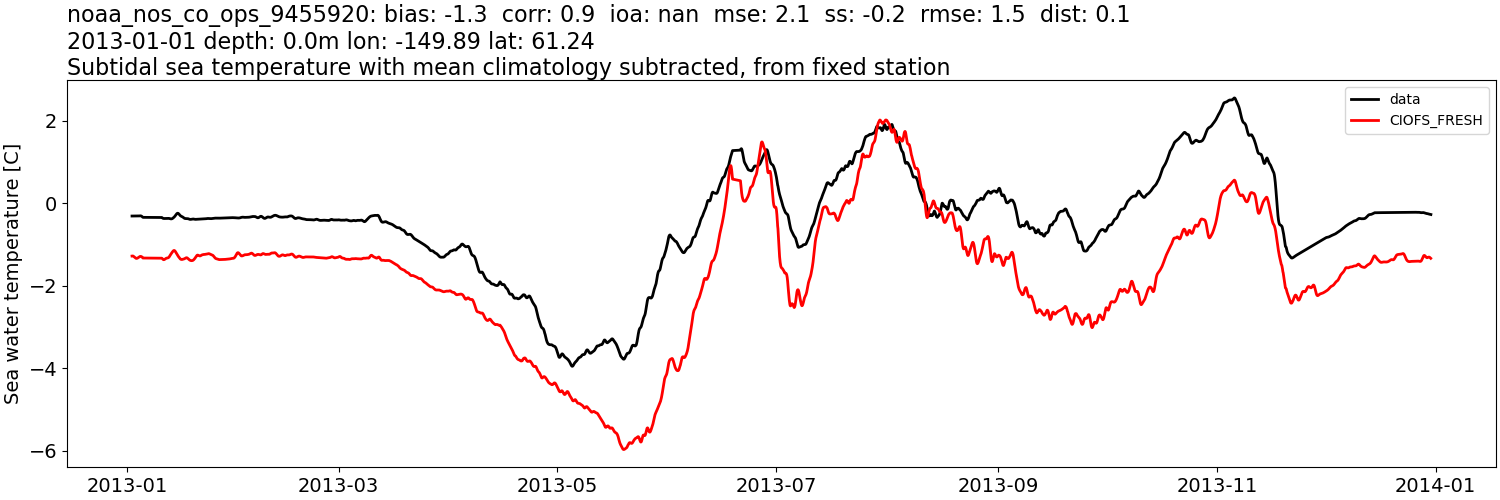 noaa_nos_co_ops_9455920: bias: -1.3  corr: 0.9  ioa: nan  mse: 2.1  ss: -0.2  rmse: 1.5  dist: 0.1
2013-01-01 depth: 0.0m lon: -149.89 lat: 61.24
Subtidal sea temperature with mean climatology subtracted, from fixed station
data
CIOFS_FRESH
Sea water temperature [C]
2
0
−2
−4
−6
2013-01
2013-03
2013-05
2013-07
2013-09
2013-11
2014-01